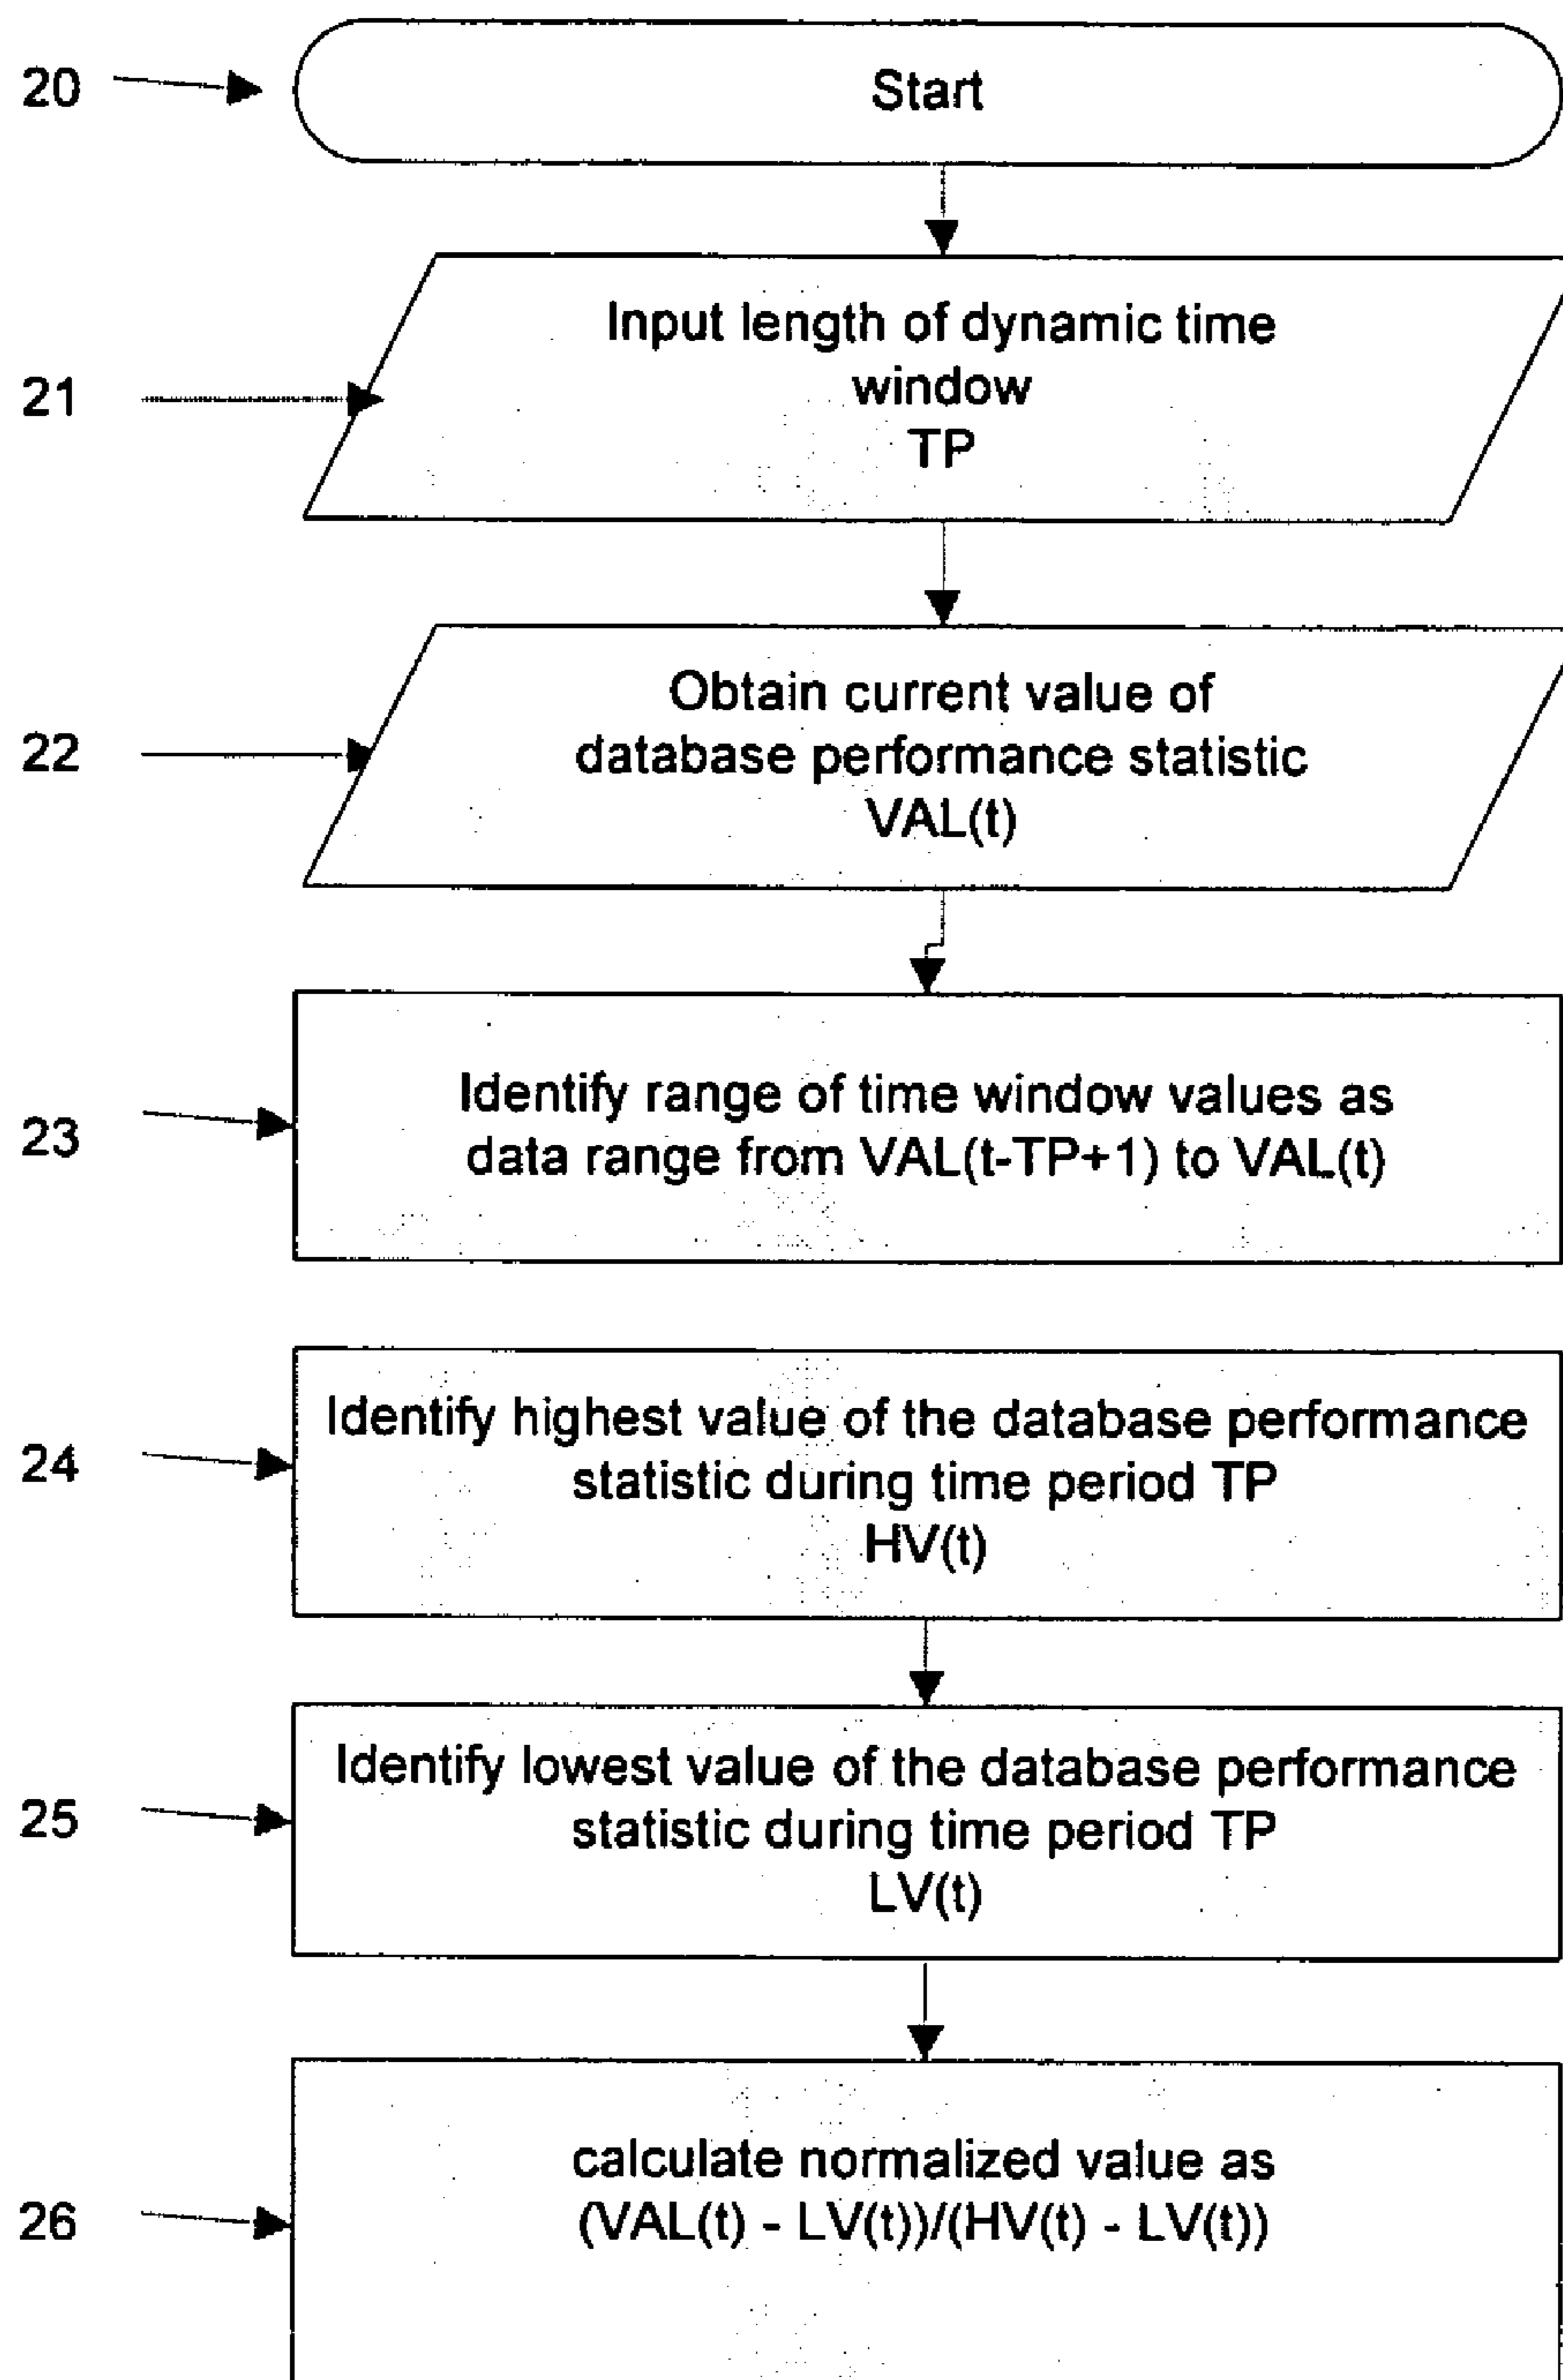 20
Start
21
Input length of dynamic time
window
TP
22
Obtain current value of
database performance statistic
VAL(t)
23
Identify range of time window values as
data range from VAL(t-TP+1) to VAL(t)
24
Identify highest value of the database performance
statistic during time period TP
HV(t)
25
Identify lowest value of the database performance
statistic during time period TP
LV(t)
26
calculate normalized value as
(VAL(t) - LV(t))/(HV(t) - LV(t))